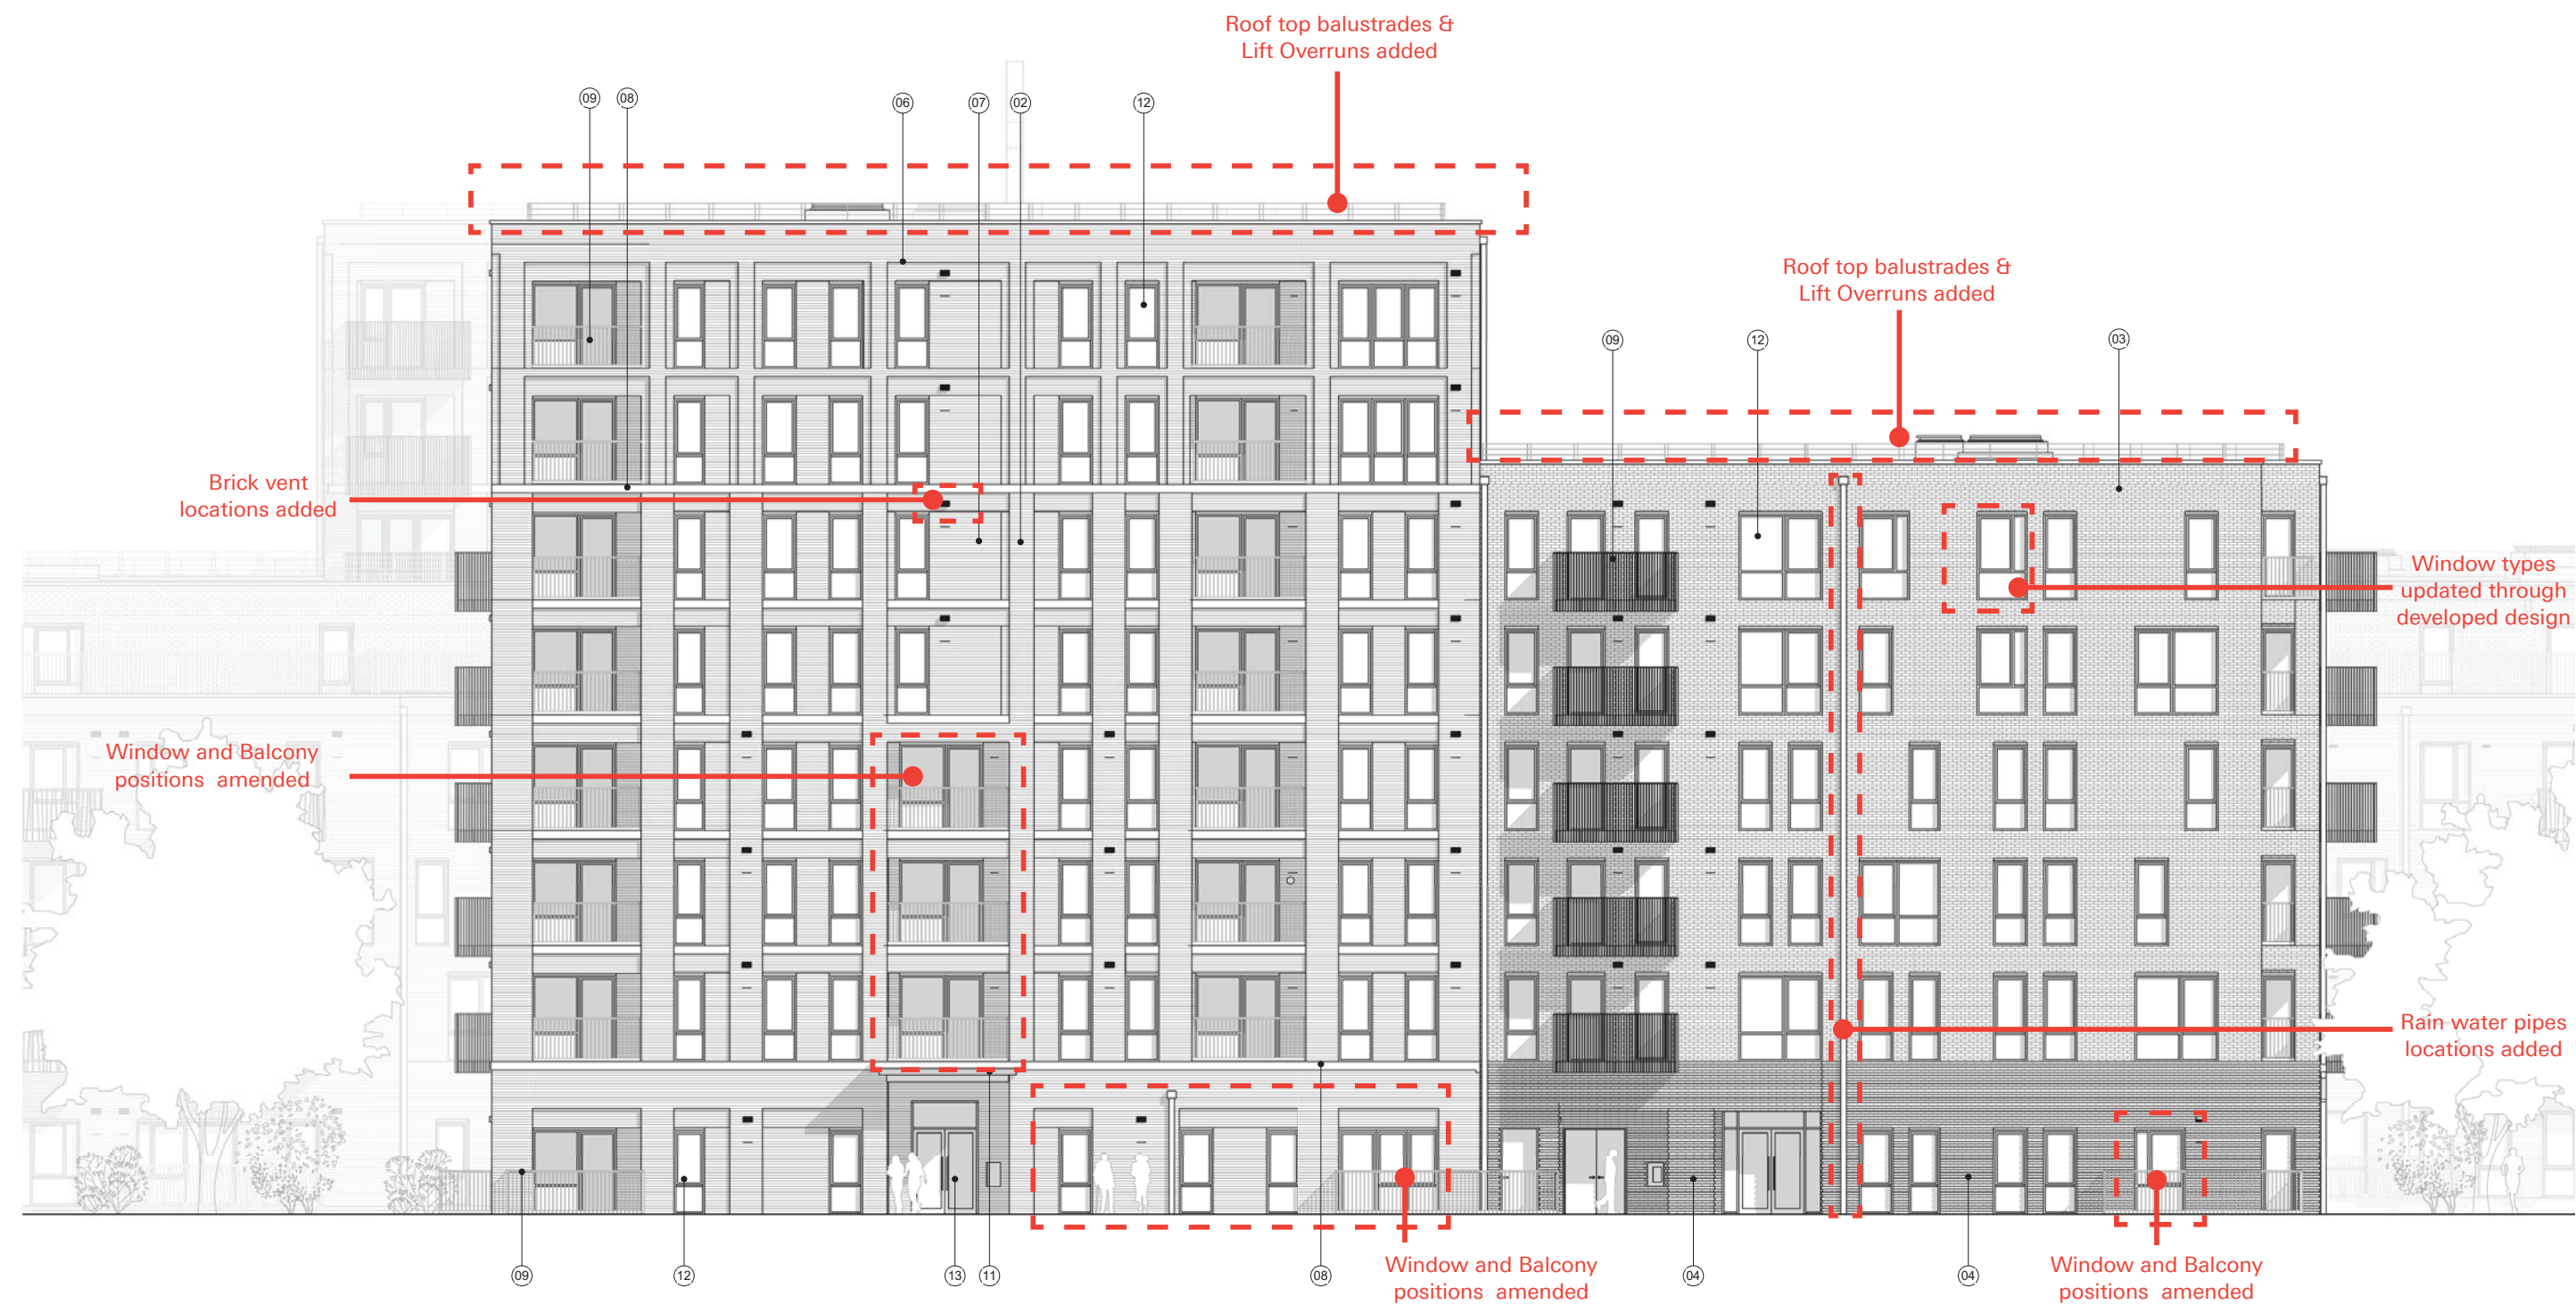 Roof top balustrades &
Lift Overruns added
09
08
06
07
02
12
Roof top balustrades &
Lift Overruns added
09
12
03
Brick vent
locations added
Window types
updated through
developed design
Window and Balcony
positions amended
Rain water pipes
locations added
09
12
13
11
08
04
04
Window and Balcony
positions amended
Window and Balcony
positions amended